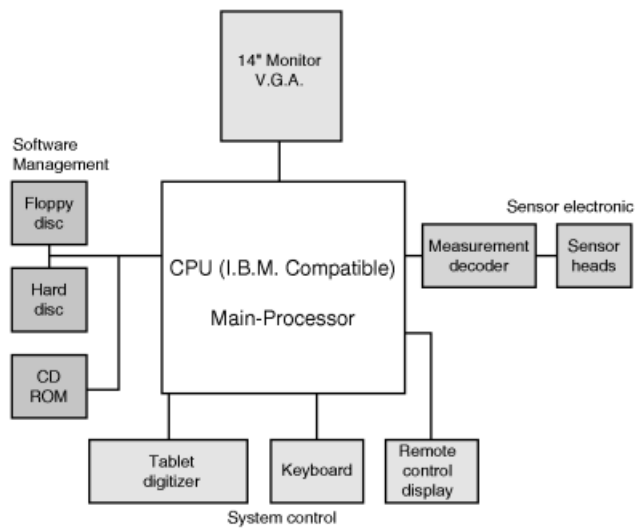 14" Monitor
V.G.A.
Software
Management
Floppy
disc
Hard
disc
CD
ROM
CPU (I.B.M. Compatible)
Main-Processor
Sensor electronic
Measurement
decoder
Sensor
heads
Tablet
digitizer
Keyboard
Remote
control
display
System control